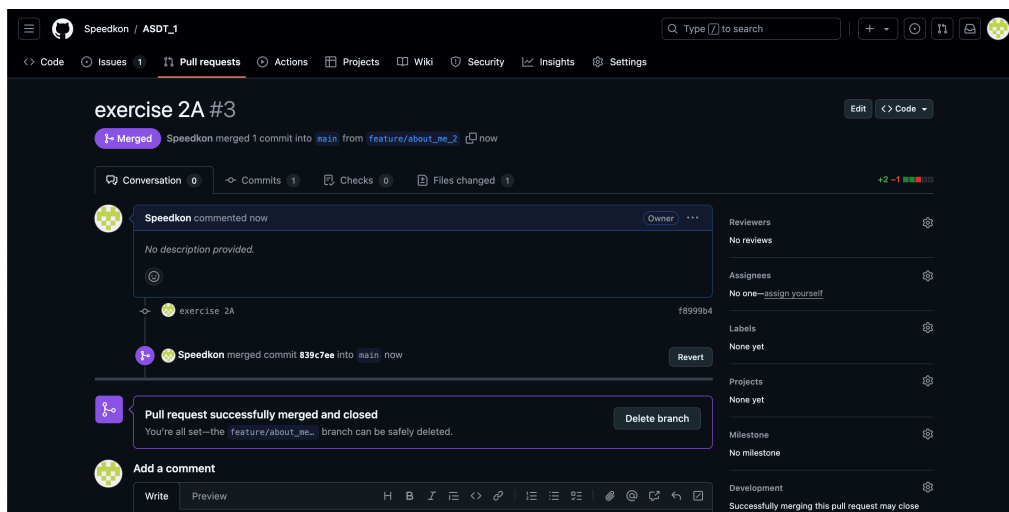 Speedkon / ASDT_1
Type / to search
Code Issues 1 Pull requests Actions Projects Wiki Security Insights Settings
exercise 2A #3
Edit <> Code
Merged Speedkon merged 1 commit into main from feature/about_me_2 now
Conversation 0 Commits 1 Checks 0 Files changed 1
+2 −1
Speedkon commented now
Owner ...
No description provided.
exercise 2A
f8999b4
Speedkon merged commit 839c7ee into main now
Revert
Pull request successfully merged and closed
You're all set—the feature/about_me… branch can be safely deleted.
Delete branch
Add a comment
Write Preview
H B I
Reviewers
No reviews
Assignees
No one—assign yourself
Labels
None yet
Projects
None yet
Milestone
No milestone
Development
Successfully merging this pull request may close